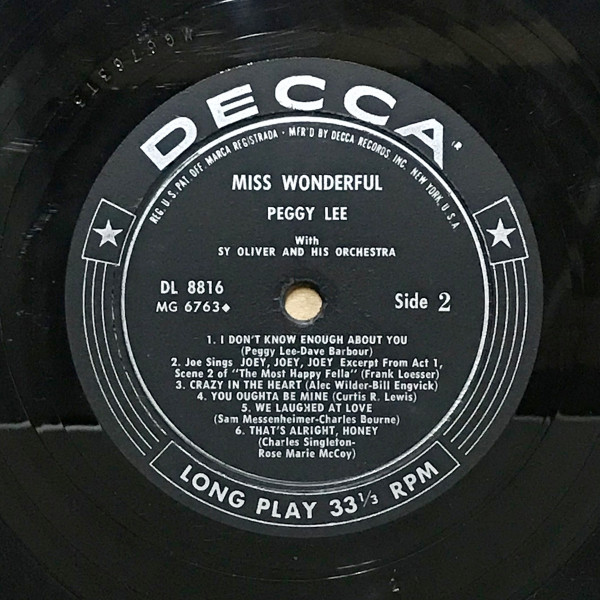 DECCA®
REG. U.S. PAT. OFF. MARCA REGISTRADA • MFR'D BY DECCA RECORDS, INC., NEW YORK, U.S.A.
MISS WONDERFUL
PEGGY LEE
With
SY OLIVER AND HIS ORCHESTRA
DL 8816
MG 6763◆
Side 2
1. I DON'T KNOW ENOUGH ABOUT YOU
(Peggy Lee-Dave Barbour)
2. Joe Sings JOEY, JOEY, JOEY Excerpt From Act 1,
Scene 2 of "The Most Happy Fella" (Frank Loesser)
3. CRAZY IN THE HEART (Alec Wilder-Bill Engvick)
4. YOU OUGHTA BE MINE (Curtis R. Lewis)
5. WE LAUGHED AT LOVE
(Sam Messenheimer-Charles Bourne)
6. THAT'S ALRIGHT, HONEY
(Charles Singleton-
Rose Marie McCoy)
LONG PLAY 33⅓ RPM